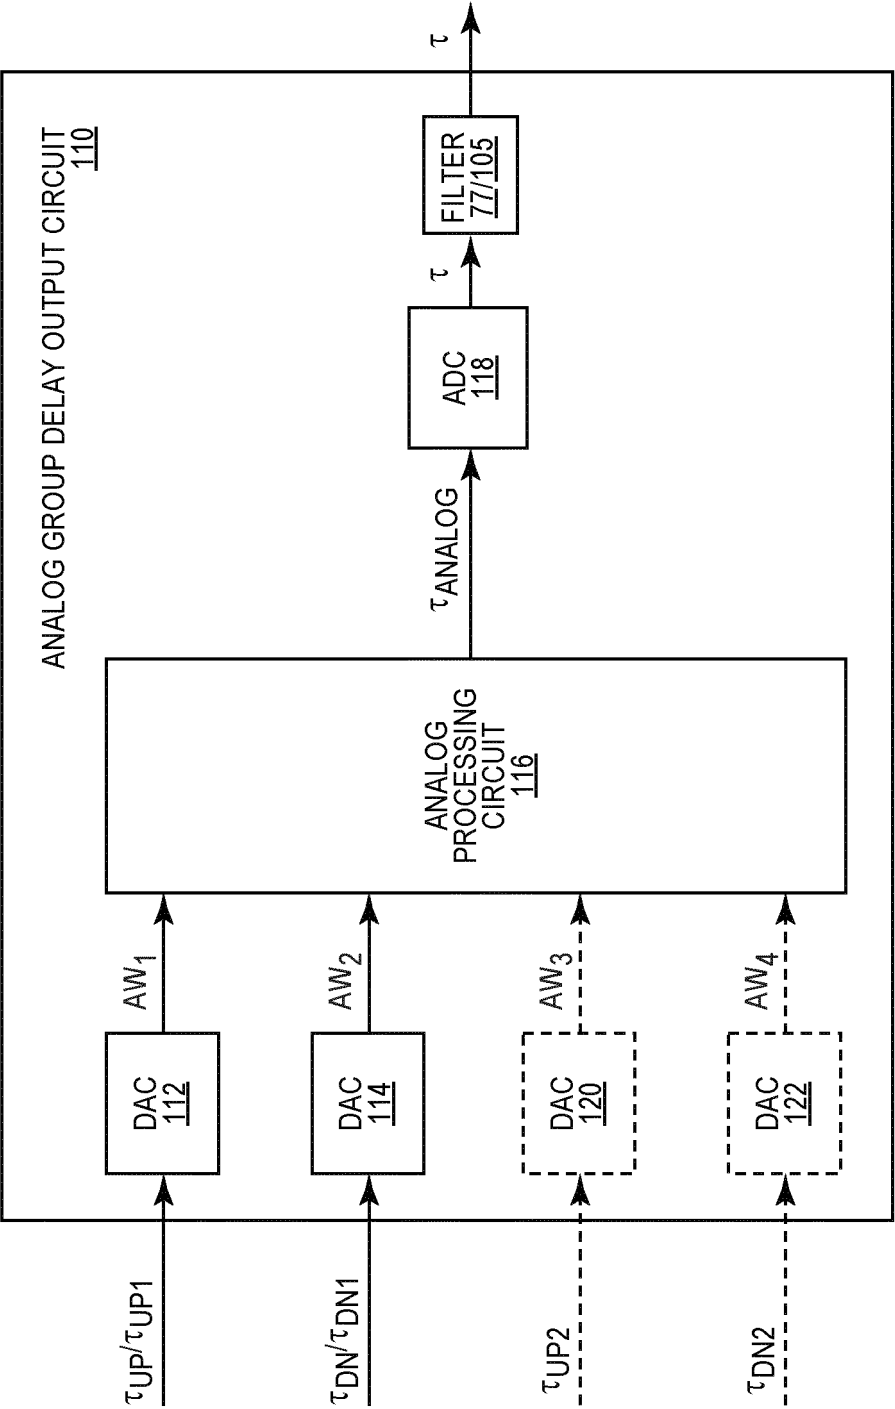 ANALOG GROUP DELAY OUTPUT CIRCUIT
110
τUP/τUP1
DAC
112
AW1
τDN/τDN1
DAC
114
AW2
τUP2
DAC
120
AW3
τDN2
DAC
122
AW4
ANALOG
PROCESSING
CIRCUIT
116
τANALOG
ADC
118
τ
FILTER
77/105
τ